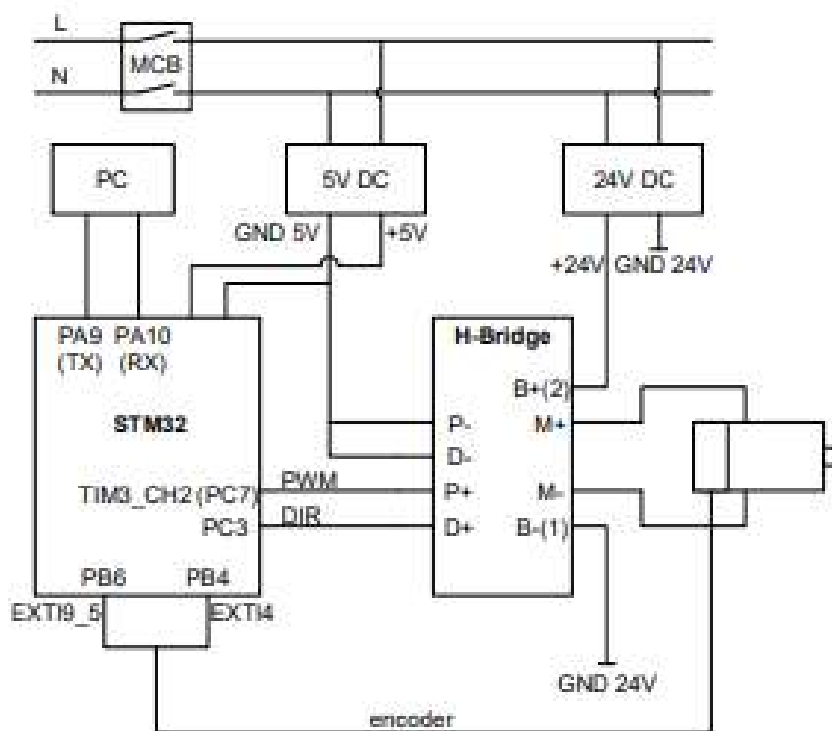 L
MCB
N
PC
5V DC
24V DC
GND 5V
+5V
+24V
GND 24V
PA9
(TX)
PA10
(RX)
STM32
H-Bridge
B+(2)
P-
M+
D-
TIM3_CH2 (PC7)
PWM
P+
M-
PC3
DIR
D+
B-(1)
PB6
PB4
EXTI9_5
EXTI4
GND 24V
encoder